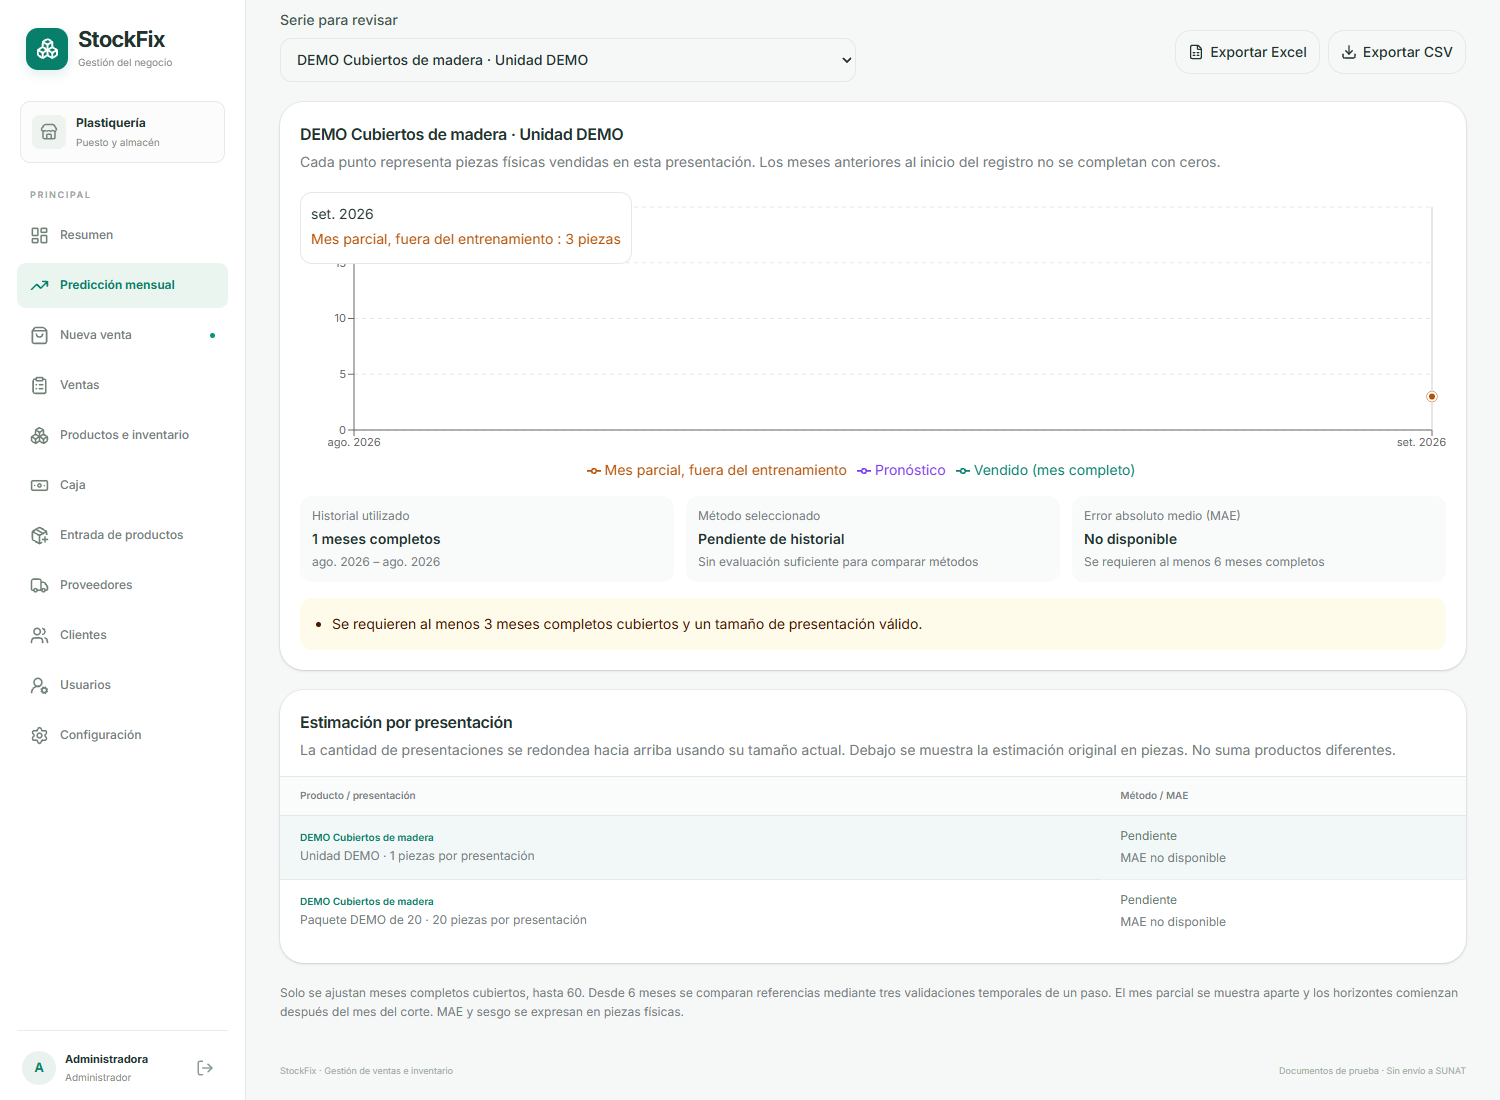 StockFix
Gestión del negocio
Plastiquería
Puesto y almacén
PRINCIPAL
Resumen
Predicción mensual
Nueva venta
Ventas
Productos e inventario
Caja
Entrada de productos
Proveedores
Clientes
Usuarios
Configuración
A
Administradora
Administrador
Serie para revisar
DEMO Cubiertos de madera · Unidad DEMO
Exportar Excel
Exportar CSV
DEMO Cubiertos de madera · Unidad DEMO
Cada punto representa piezas físicas vendidas en esta presentación. Los meses anteriores al inicio del registro no se completan con ceros.
set. 2026
Mes parcial, fuera del entrenamiento : 3 piezas
15
10
5
0
ago. 2026
set. 2026
Mes parcial, fuera del entrenamiento
Pronóstico
Vendido (mes completo)
Historial utilizado
1 meses completos
ago. 2026 – ago. 2026
Método seleccionado
Pendiente de historial
Sin evaluación suficiente para comparar métodos
Error absoluto medio (MAE)
No disponible
Se requieren al menos 6 meses completos
• Se requieren al menos 3 meses completos cubiertos y un tamaño de presentación válido.
Estimación por presentación
La cantidad de presentaciones se redondea hacia arriba usando su tamaño actual. Debajo se muestra la estimación original en piezas. No suma productos diferentes.
Producto / presentación
Método / MAE
DEMO Cubiertos de madera
Unidad DEMO · 1 piezas por presentación
Pendiente
MAE no disponible
DEMO Cubiertos de madera
Paquete DEMO de 20 · 20 piezas por presentación
Pendiente
MAE no disponible
Solo se ajustan meses completos cubiertos, hasta 60. Desde 6 meses se comparan referencias mediante tres validaciones temporales de un paso. El mes parcial se muestra aparte y los horizontes comienzan
después del mes del corte. MAE y sesgo se expresan en piezas físicas.
StockFix · Gestión de ventas e inventario
Documentos de prueba · Sin envío a SUNAT